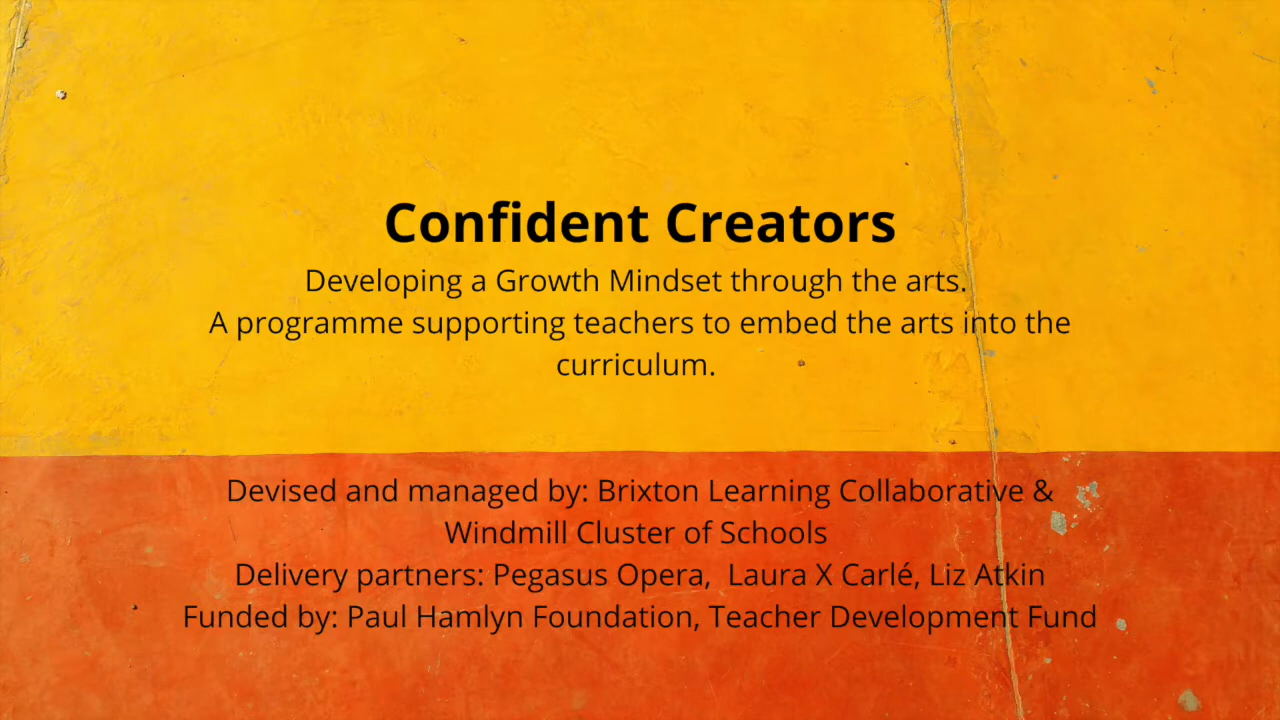 Confident Creators
Developing a Growth Mindset through the arts.
A programme supporting teachers to embed the arts into the
curriculum.
Devised and managed by: Brixton Learning Collaborative &
Windmill Cluster of Schools
Delivery partners: Pegasus Opera,  Laura X Carlé, Liz Atkin
Funded by: Paul Hamlyn Foundation, Teacher Development Fund